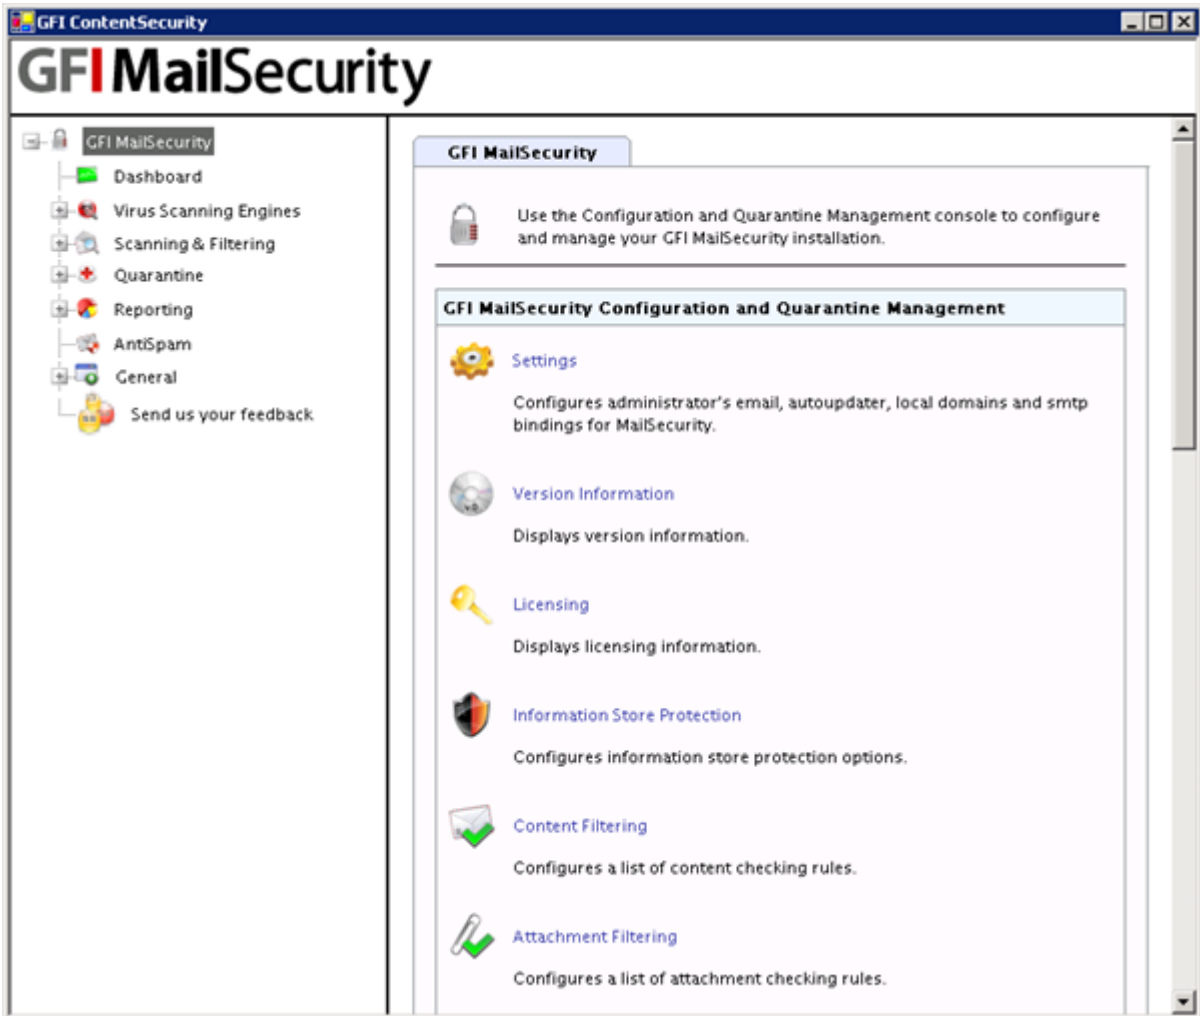 GFI ContentSecurity
GFI MailSecurity
GFI MailSecurity
Dashboard
Virus Scanning Engines
Scanning & Filtering
Quarantine
Reporting
AntiSpam
General
Send us your feedback
GFI MailSecurity
Use the Configuration and Quarantine Management console to configure
and manage your GFI MailSecurity installation.
GFI MailSecurity Configuration and Quarantine Management
Settings
Configures administrator's email, autoupdater, local domains and smtp
bindings for MailSecurity.
Version Information
Displays version information.
Licensing
Displays licensing information.
Information Store Protection
Configures information store protection options.
Content Filtering
Configures a list of content checking rules.
Attachment Filtering
Configures a list of attachment checking rules.